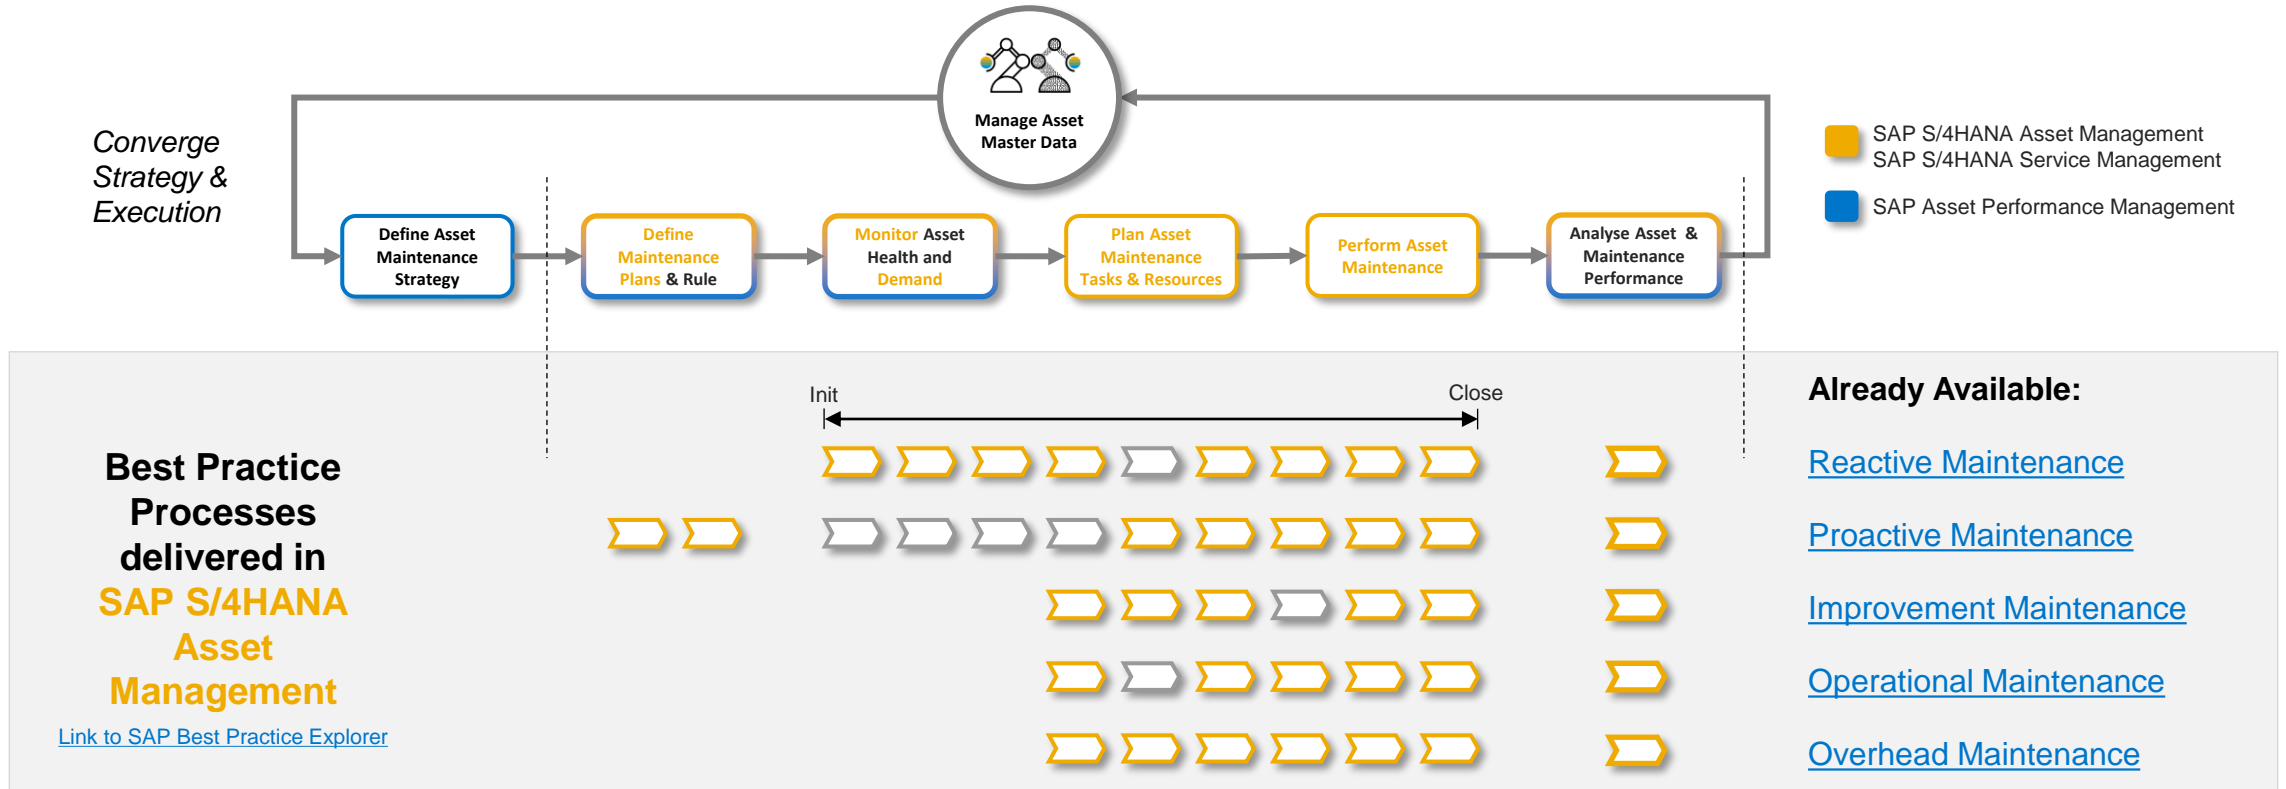 Manage Asset
Master Data
Converge
Strategy &
Execution
SAP S/4HANA Asset Management
SAP S/4HANA Service Management
SAP Asset Performance Management
Define Asset
Maintenance
Strategy
Define
Maintenance
Plans & Rule
Monitor Asset
Health and
Demand
Plan Asset
Maintenance
Tasks & Resources
Perform Asset
Maintenance
Analyse Asset &
Maintenance
Performance
Init
Close
Already Available:
Best Practice
Processes
delivered in
SAP S/4HANA
Asset
Management
Link to SAP Best Practice Explorer
Reactive Maintenance
Proactive Maintenance
Improvement Maintenance
Operational Maintenance
Overhead Maintenance